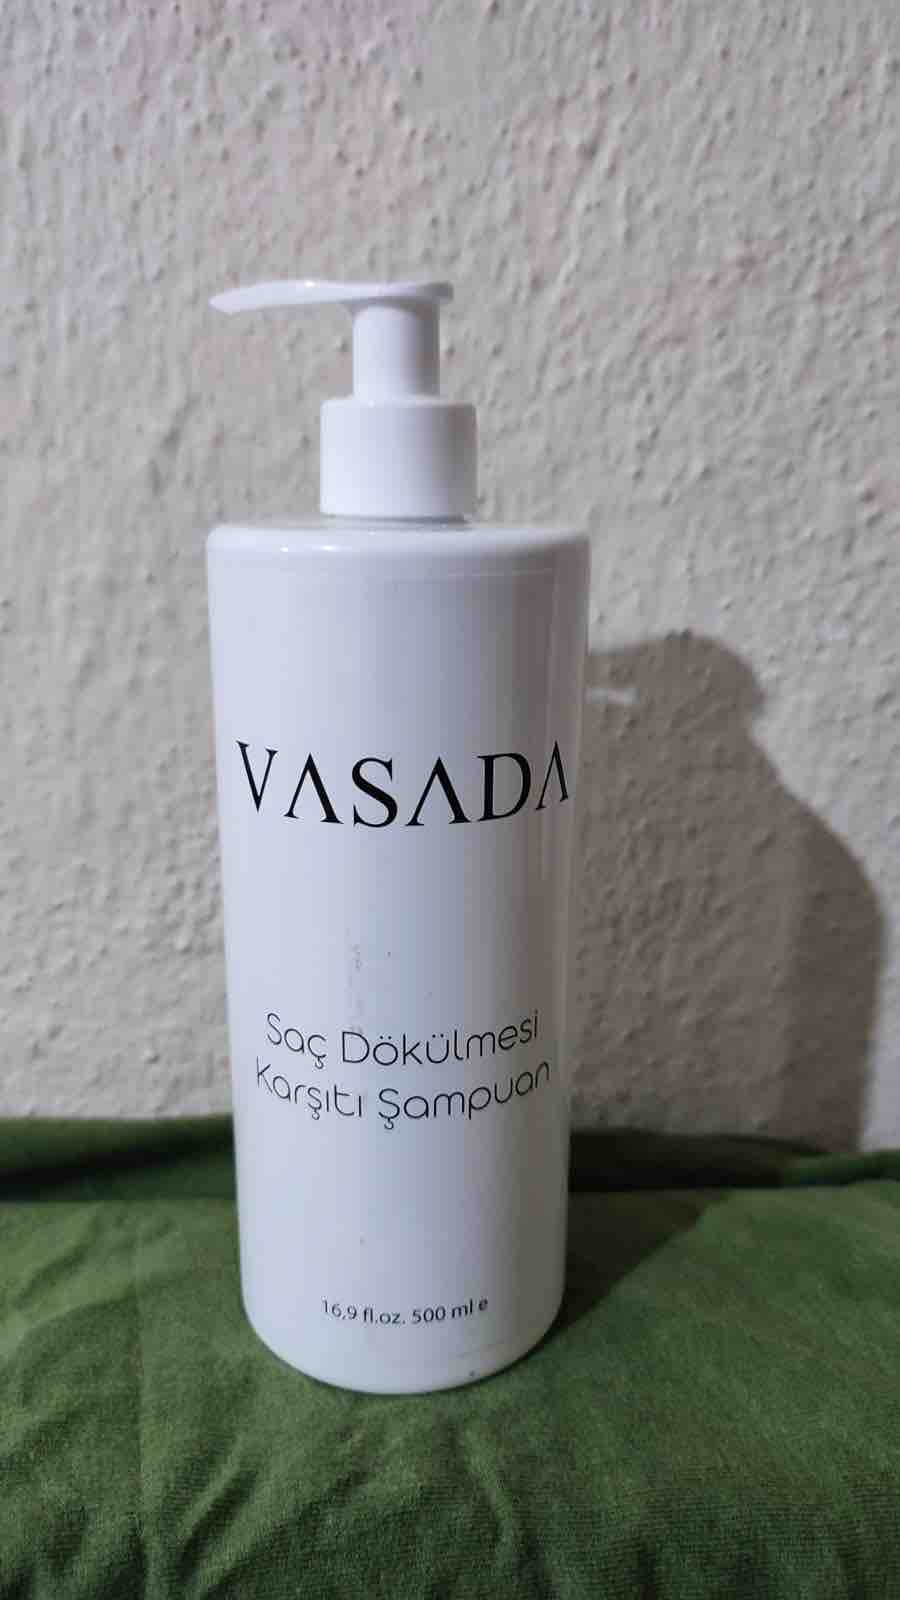 VASADA
Saç Dökülmesi
Karşıtı Şampuan
16,9 fl.oz. 500 ml e